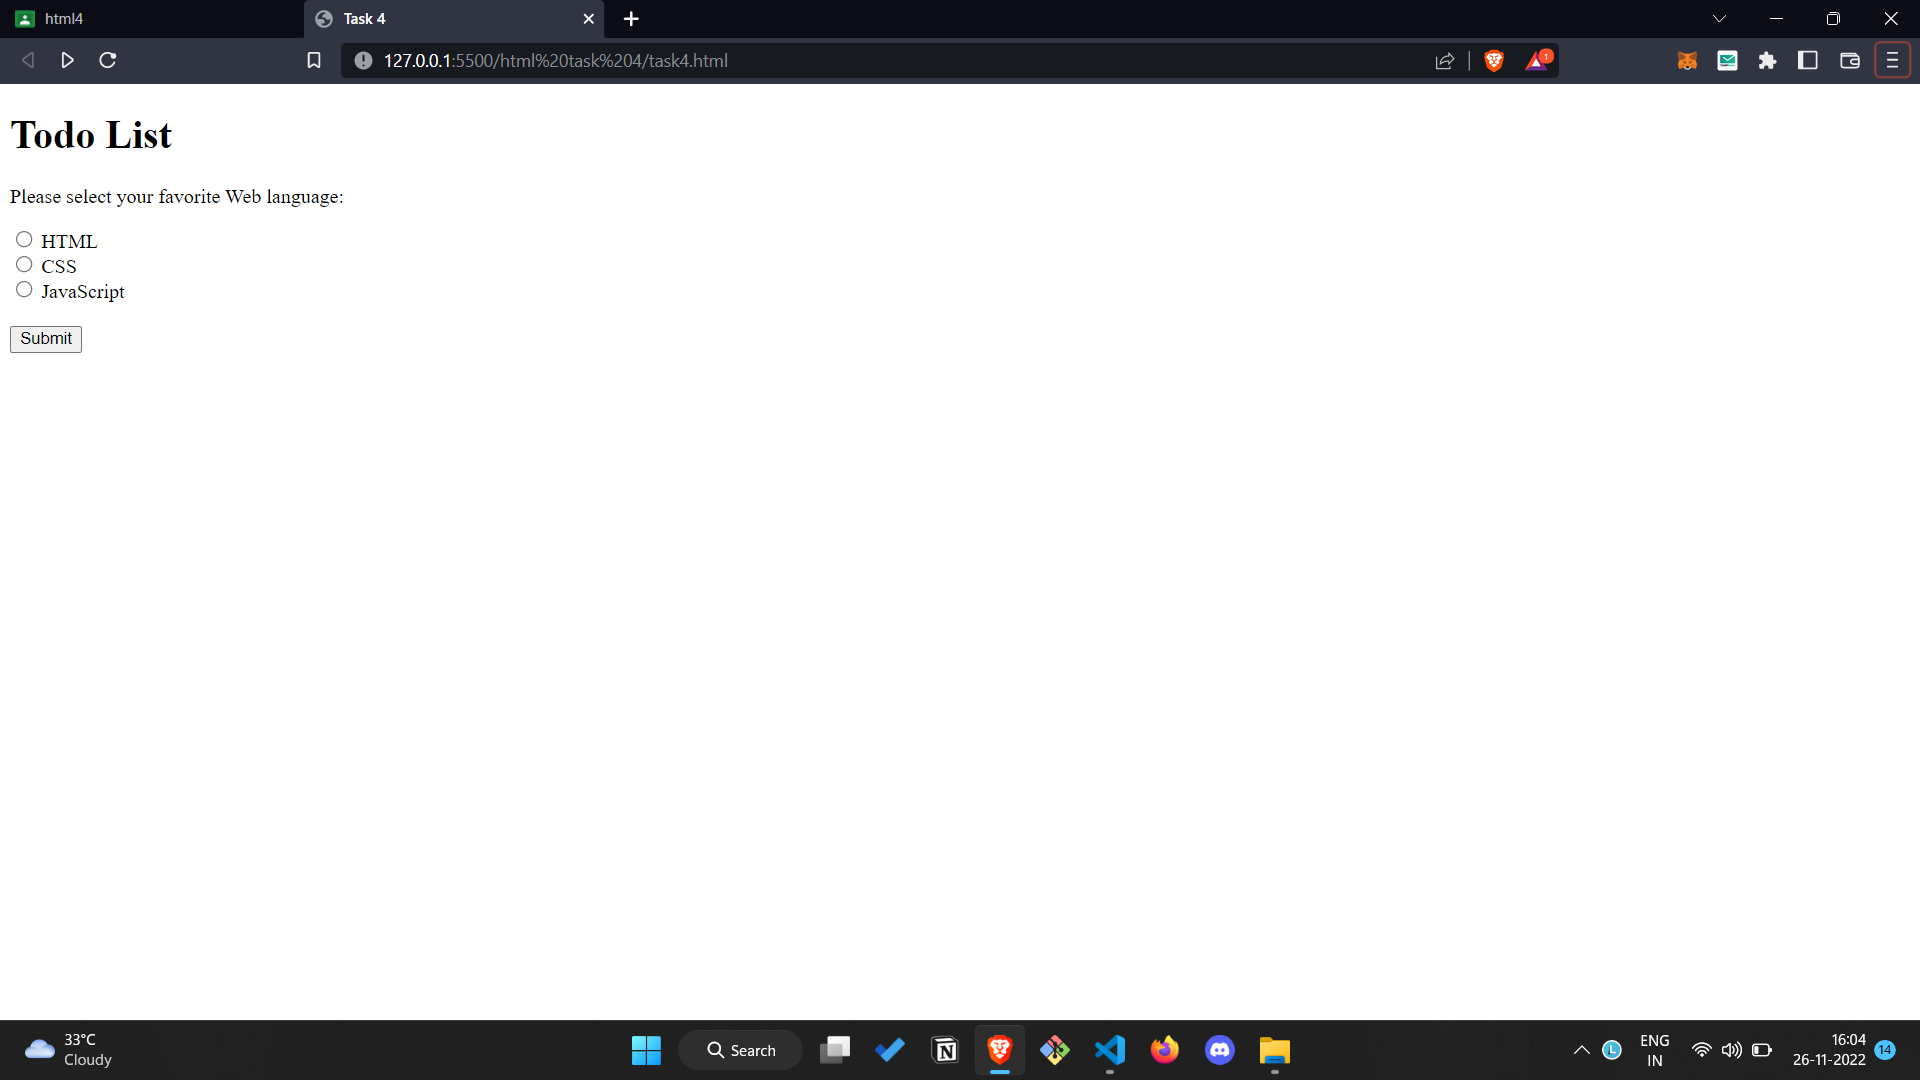 html4
Task 4
127.0.0.1:5500/html%20task%204/task4.html
1
Todo List
Please select your favorite Web language:
HTML
CSS
JavaScript
Submit
33°C
Cloudy
Search
N
L
ENG
IN
16:04
26-11-2022
14